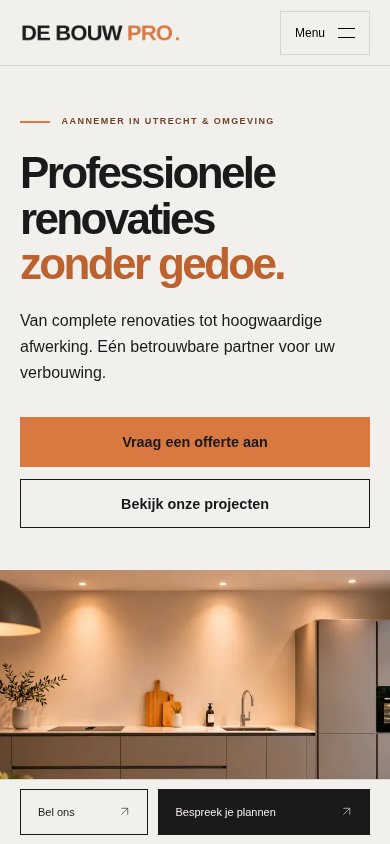 DE BOUW PRO.
Menu
AANNEMER IN UTRECHT & OMGEVING
Professionele
renovaties
zonder gedoe.
Van complete renovaties tot hoogwaardige
afwerking. Eén betrouwbare partner voor uw
verbouwing.
Vraag een offerte aan
Bekijk onze projecten
Bel ons
Bespreek je plannen